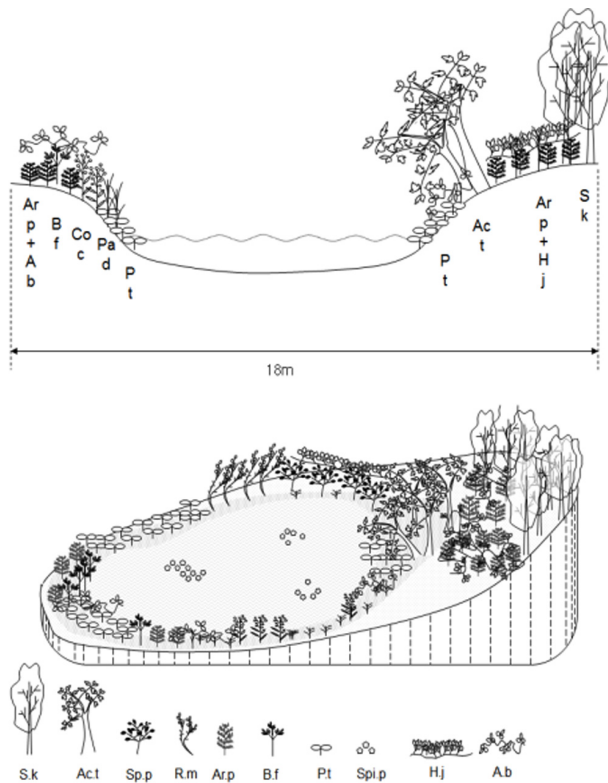 Ar
p
+
A
b
B
f
Co
c
Pa
d
P
t
P
t
Ac
t
Ar
p
+
H
j
S
k
18m
S.k
Ac.t
Sp.p
R.m
Ar.p
B.f
P.t
Spi.p
H.j
A.b